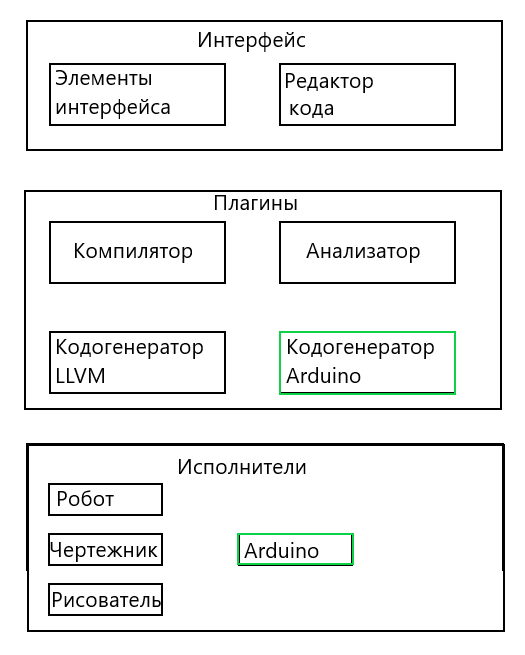 Интерфейс
Элементы
интерфейса
Редактор
кода
Плагины
Компилятор
Анализатор
Кодогенератор
LLVM
Кодогенератор
Arduino
Исполнители
Робот
Чертежник
Arduino
Рисователь